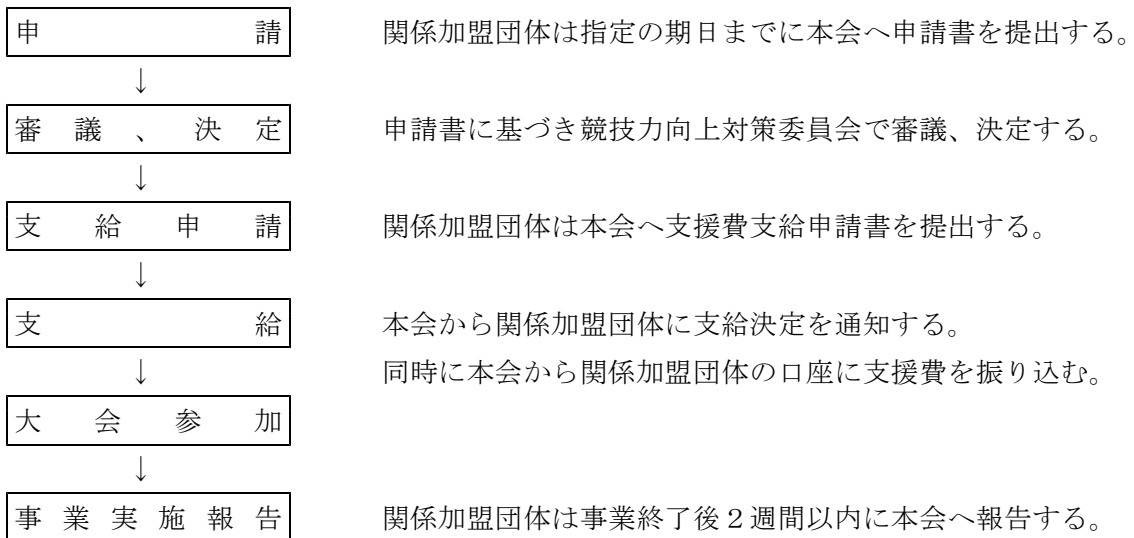 申請 関係加盟団体は指定の期日までに本会へ申請書を提出する。
↓
審議、決定 申請書に基づき競技力向上対策委員会で審議、決定する。
↓
支給申請 関係加盟団体は本会へ支援費支給申請書を提出する。
↓
支給 本会から関係加盟団体に支給決定を通知する。
↓ 同時に本会から関係加盟団体の口座に支援費を振り込む。
大会参加
↓
事業実施報告 関係加盟団体は事業終了後２週間以内に本会へ報告する。